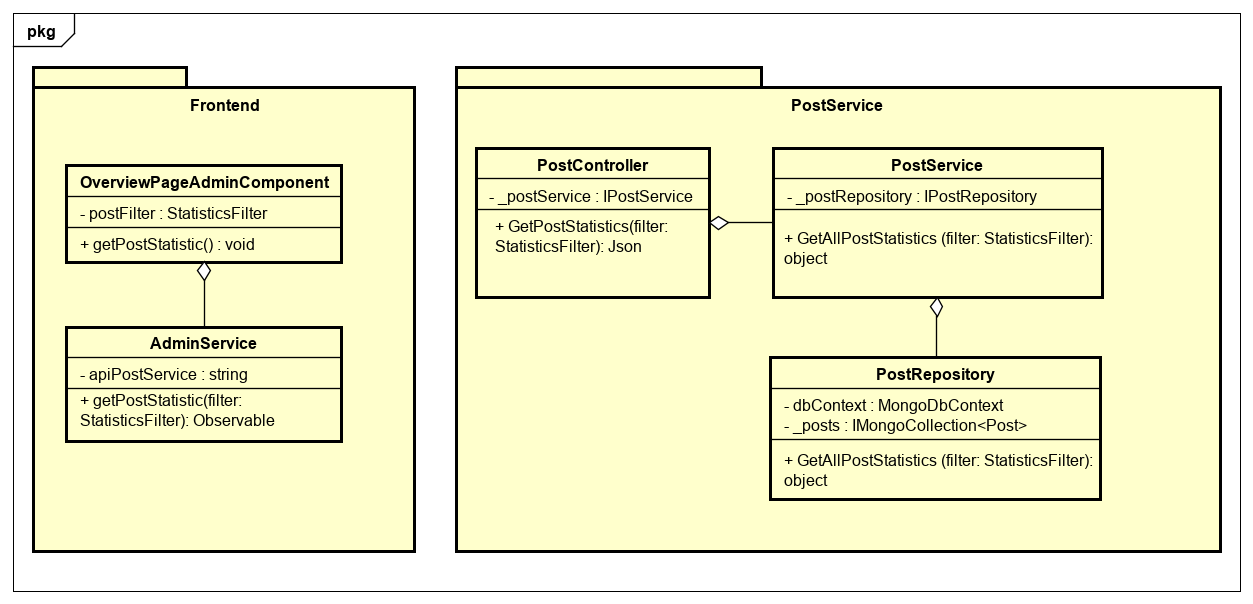 pkg
Frontend
OverviewPageAdminComponent
- postFilter : StatisticsFilter
+ getPostStatistic() : void
AdminService
- apiPostService : string
+ getPostStatistic(filter:
StatisticsFilter): Observable
PostService
PostController
- _postService : IPostService
+ GetPostStatistics(filter:
StatisticsFilter): Json
PostService
- _postRepository : IPostRepository
+ GetAllPostStatistics (filter: StatisticsFilter):
object
PostRepository
- dbContext : MongoDbContext
- _posts : IMongoCollection<Post>
+ GetAllPostStatistics (filter: StatisticsFilter):
object